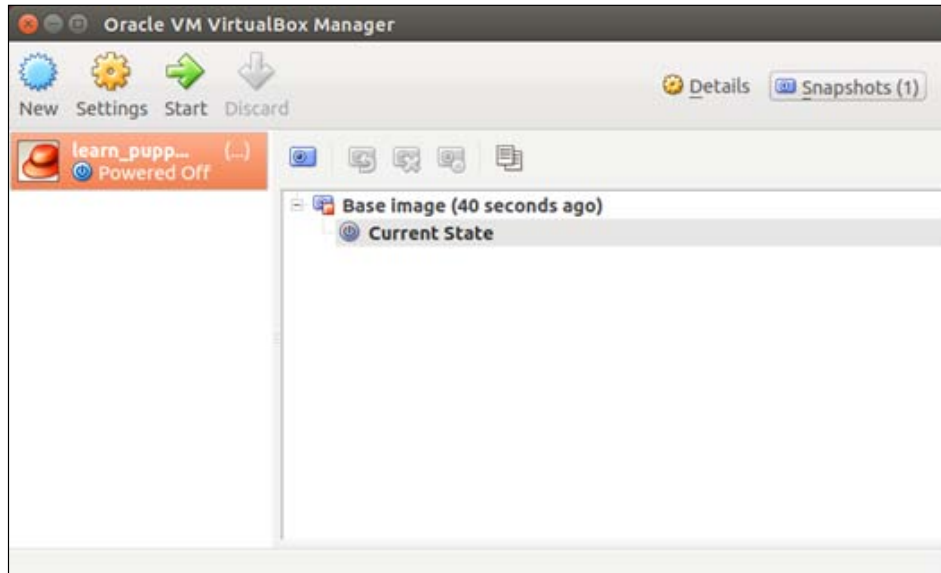 Oracle VM VirtualBox Manager
New Settings Start Discard
Details Snapshots (1)
learn_pupp... (...)
Powered Off
Base image (40 seconds ago)
Current State